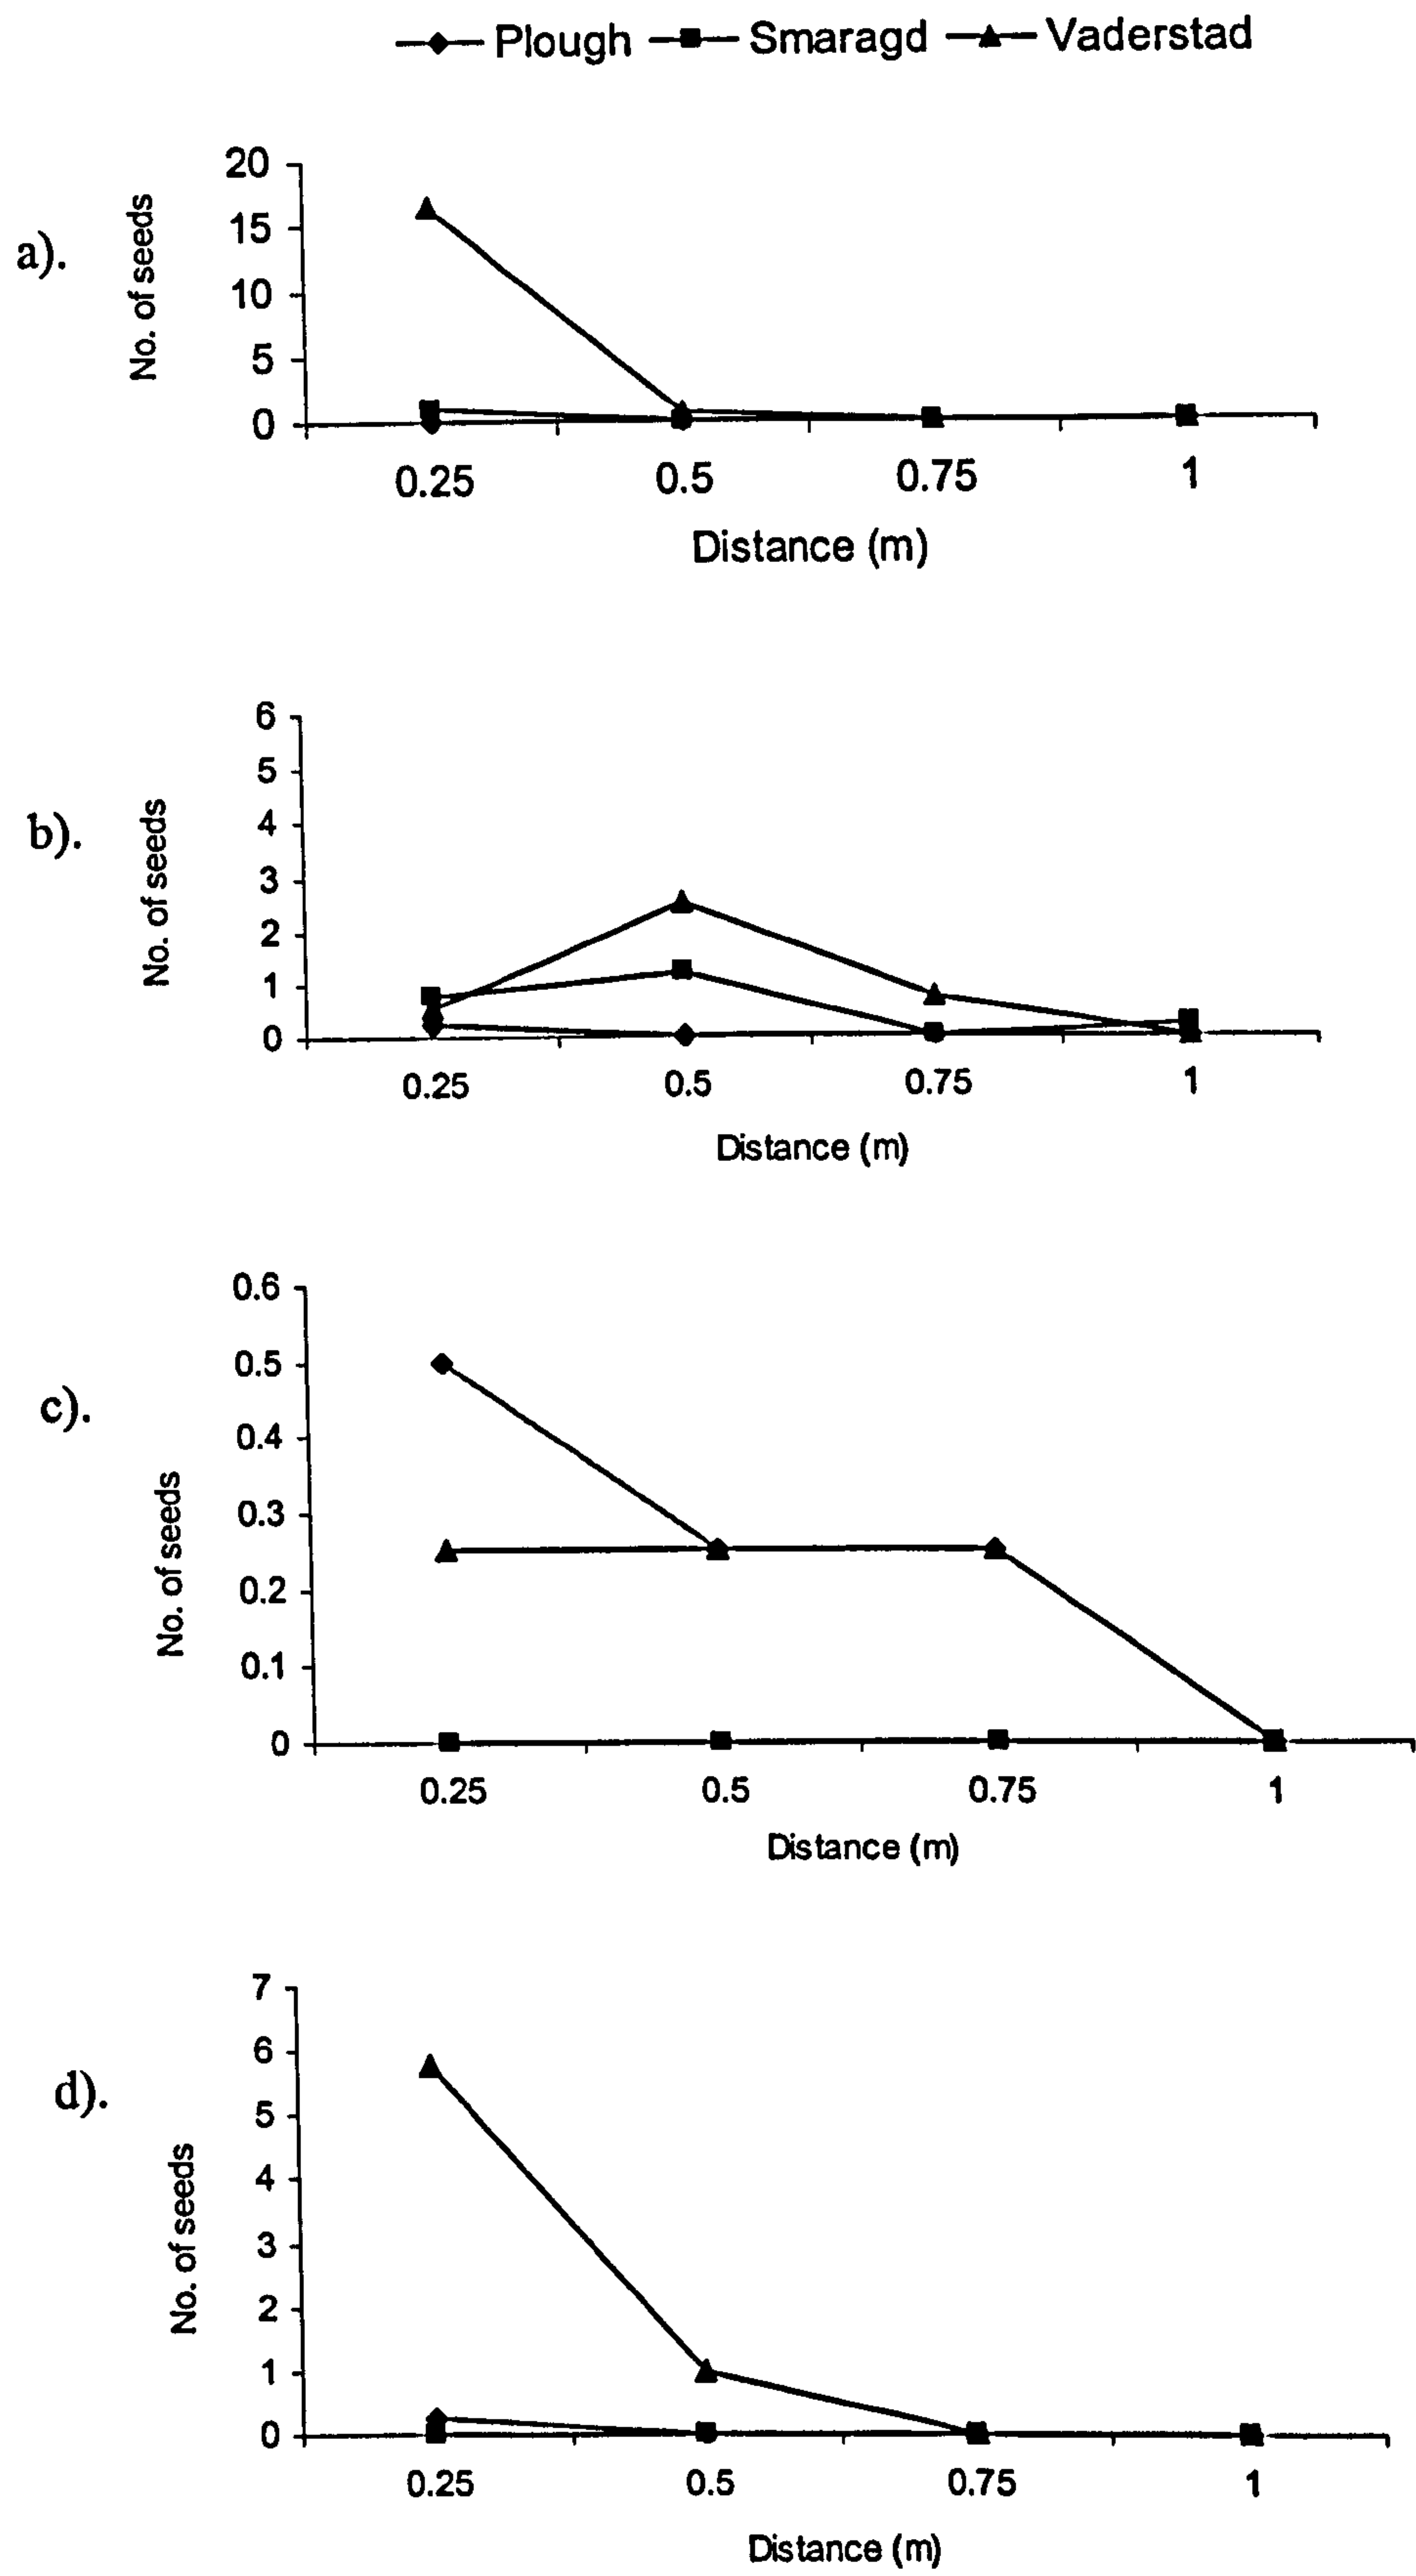 Plough Smaragd Vaderstad
a).
No. of seeds
20
15
10
5
0
0.25 0.5 0.75 1
Distance (m)
b).
No. of seeds
6
5
4
3
2
1
0
0.25 0.5 0.75 1
Distance (m)
c).
No. of seeds
0.6
0.5
0.4
0.3
0.2
0.1
0
0.25 0.5 0.75 1
Distance (m)
d).
No. of seeds
7
6
5
4
3
2
1
0
0.25 0.5 0.75 1
Distance (m)